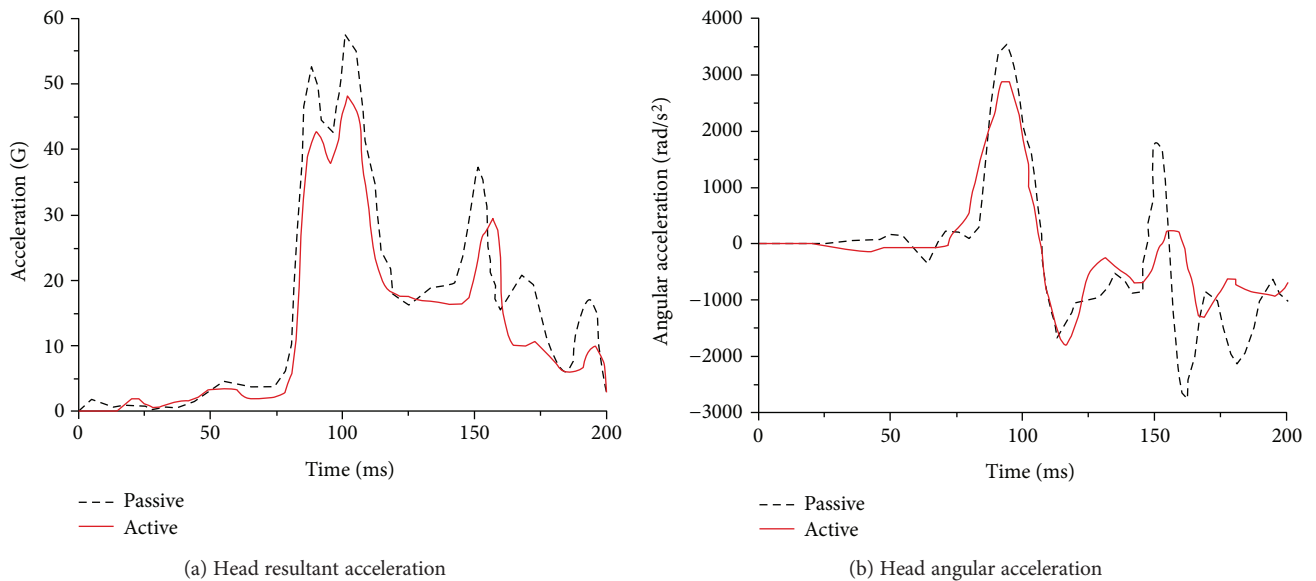 60
50
40
30
20
10
0
Acceleration (G)
0
50
100
150
200
Time (ms)
Passive
Active
(a) Head resultant acceleration
4000
3000
2000
1000
0
−1000
−2000
−3000
Angular acceleration (rad/s²)
0
50
100
150
200
Time (ms)
Passive
Active
(b) Head angular acceleration